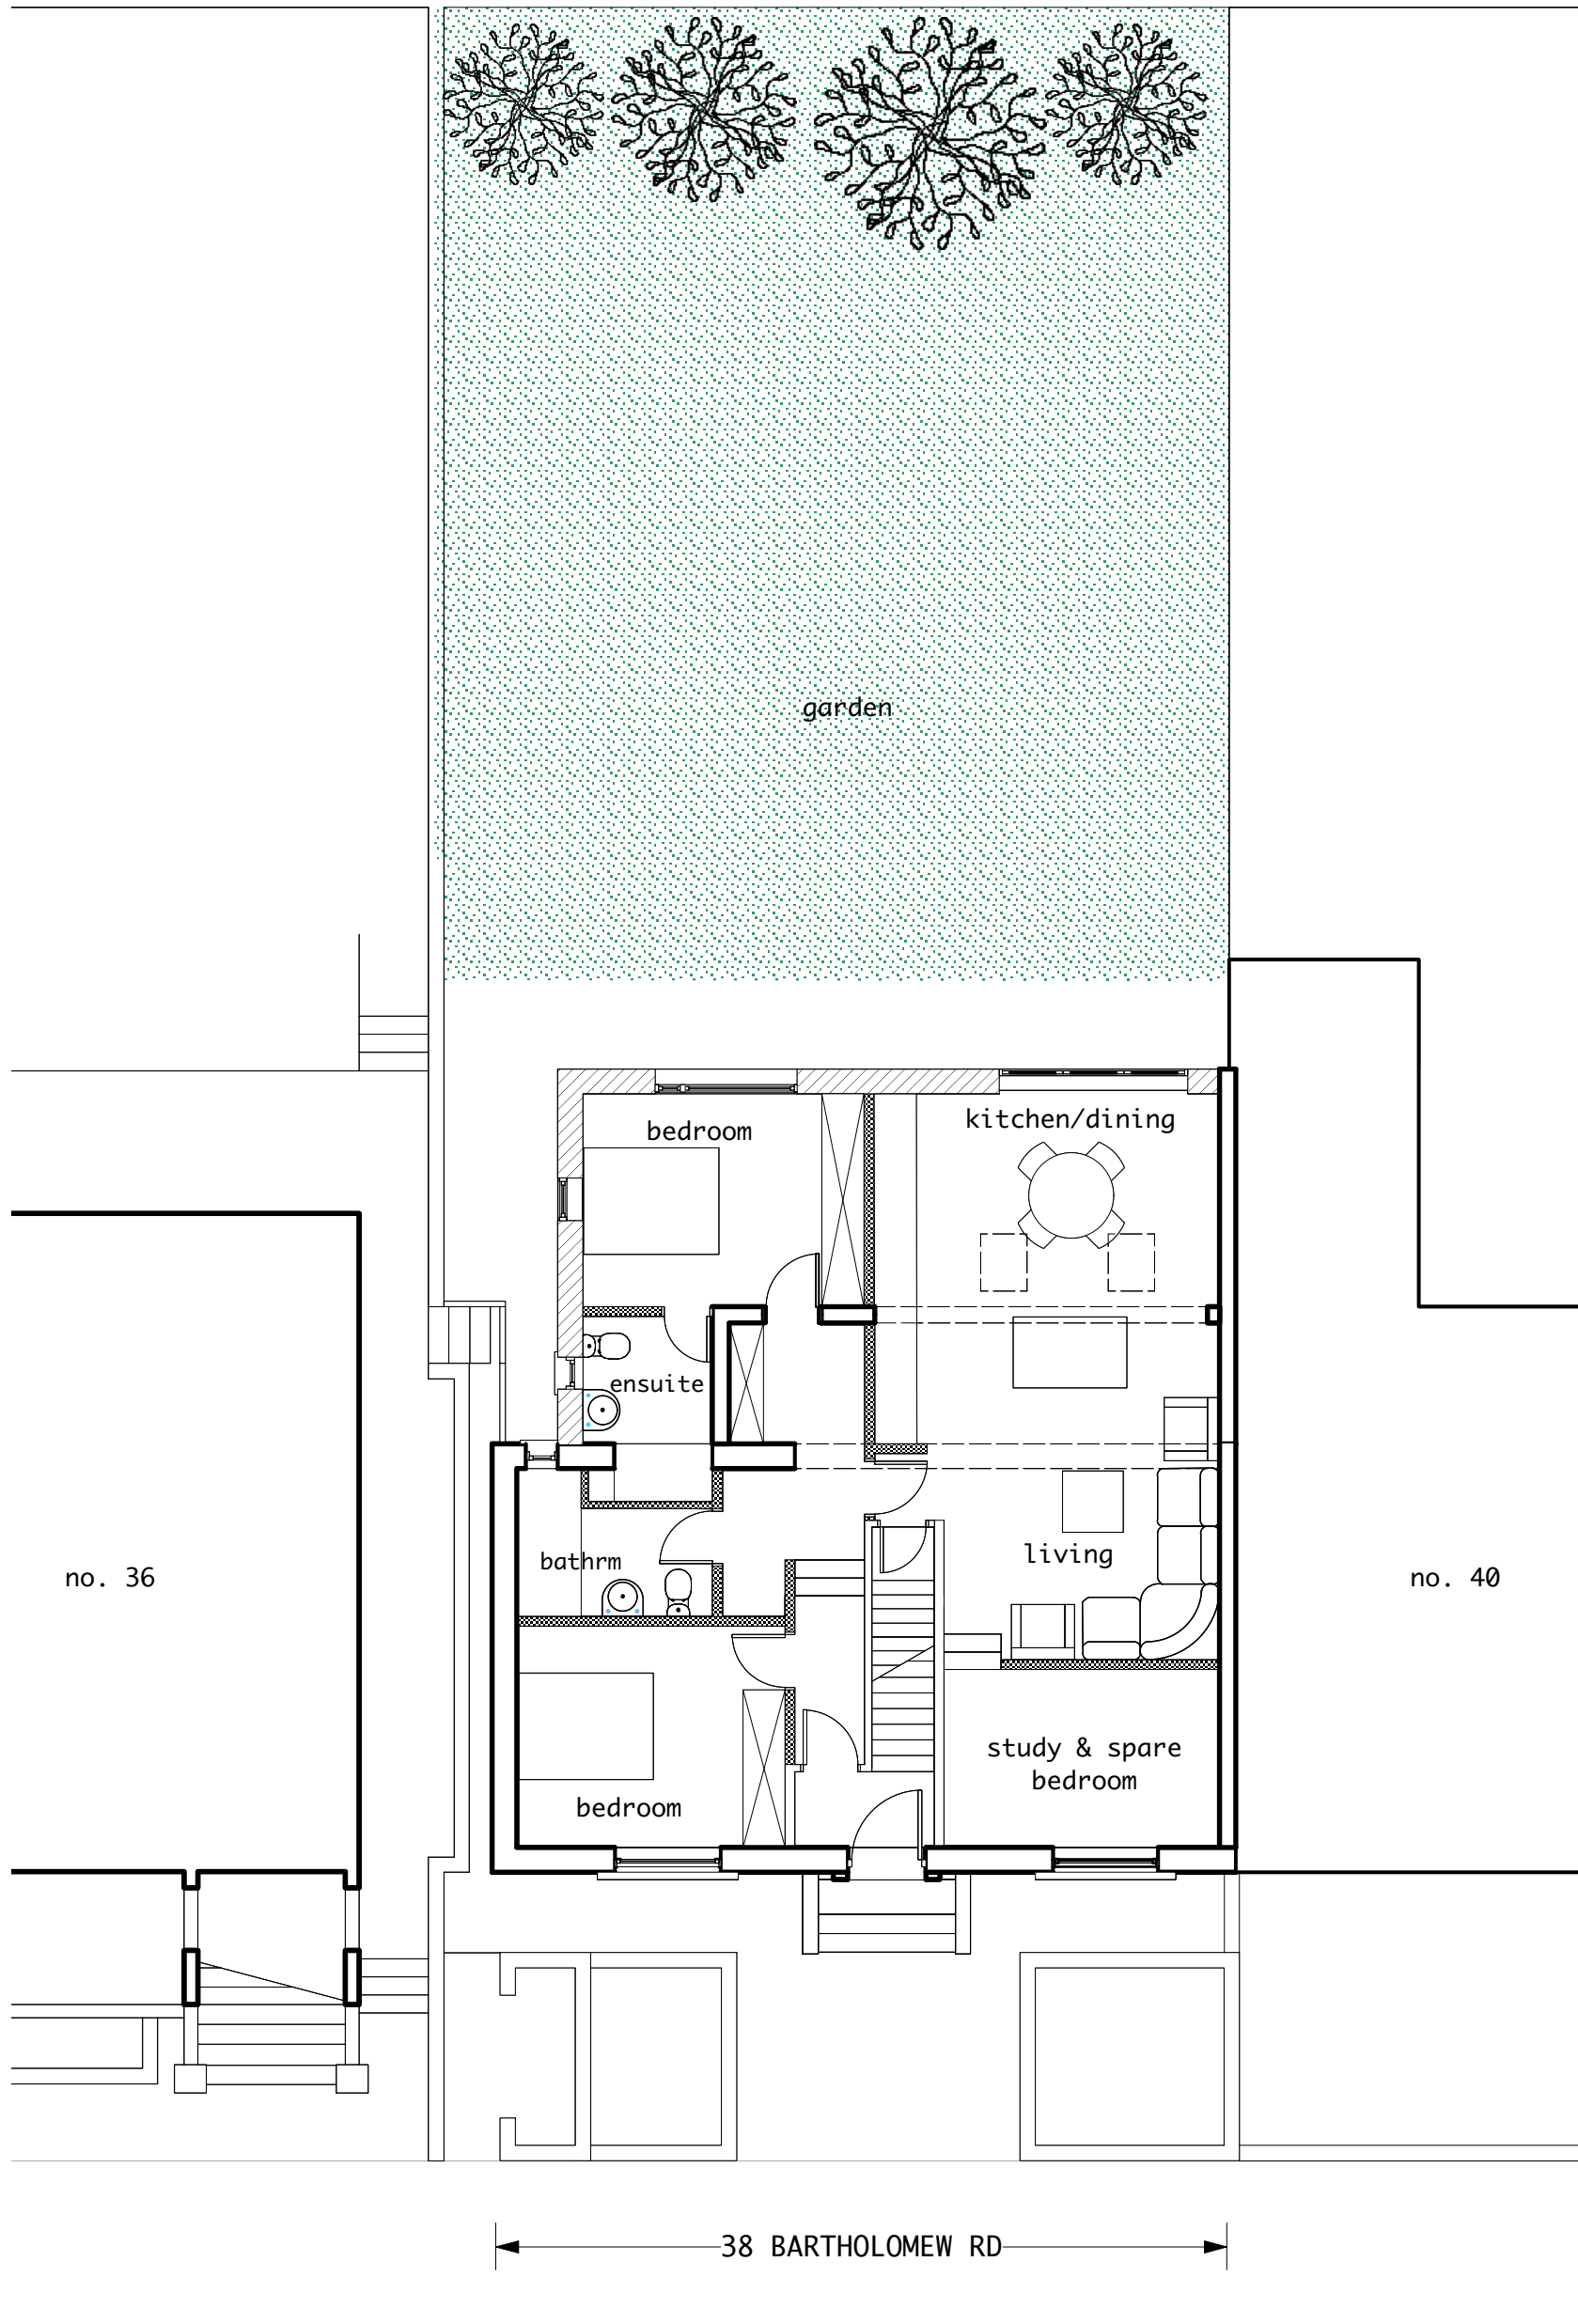 garden
bedroom
kitchen/dining
ensuite
bathrm
living
no. 36
no. 40
study & spare
bedroom
bedroom
38 BARTHOLOMEW RD